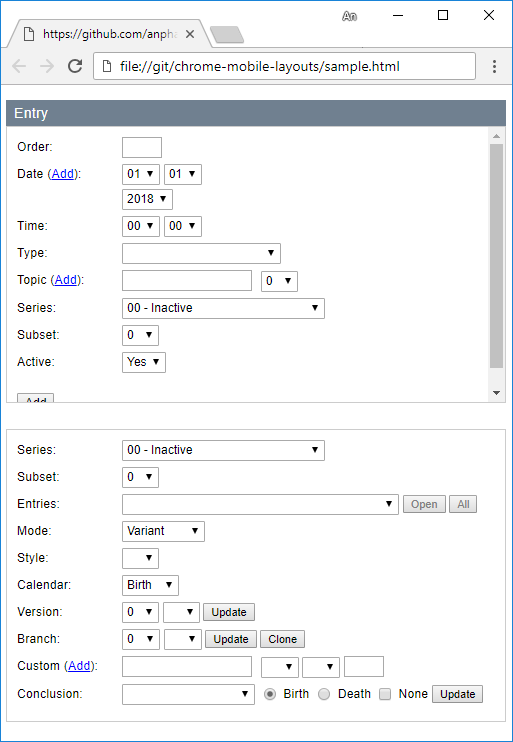 An
https://github.com/anpha
file://git/chrome-mobile-layouts/sample.html
Entry
Order:
Date (Add): 01 01
2018
Time: 00 00
Type:
Topic (Add): 0
Series: 00 - Inactive
Subset: 0
Active: Yes
Add
Series: 00 - Inactive
Subset: 0
Entries: Open All
Mode: Variant
Style:
Calendar: Birth
Version: 0 Update
Branch: 0 Update Clone
Custom (Add):
Conclusion: Birth Death None Update